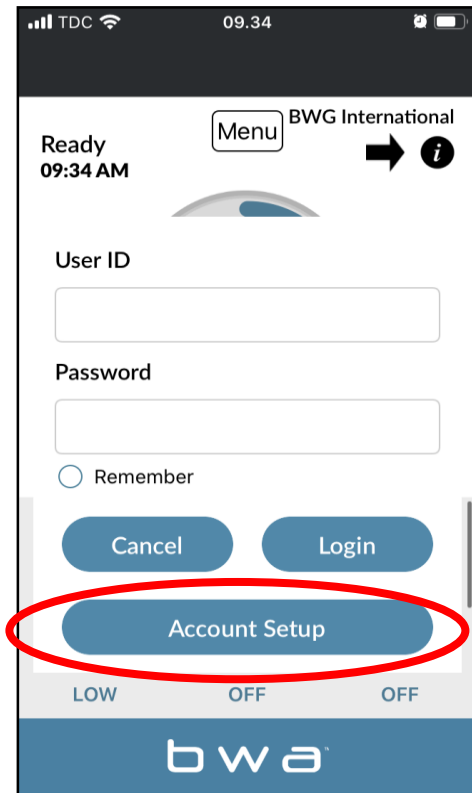 TDC 09.34
BWG International
Menu
Ready
09:34 AM
i
User ID
Password
Remember
Cancel Login
Account Setup
LOW OFF OFF
bwa